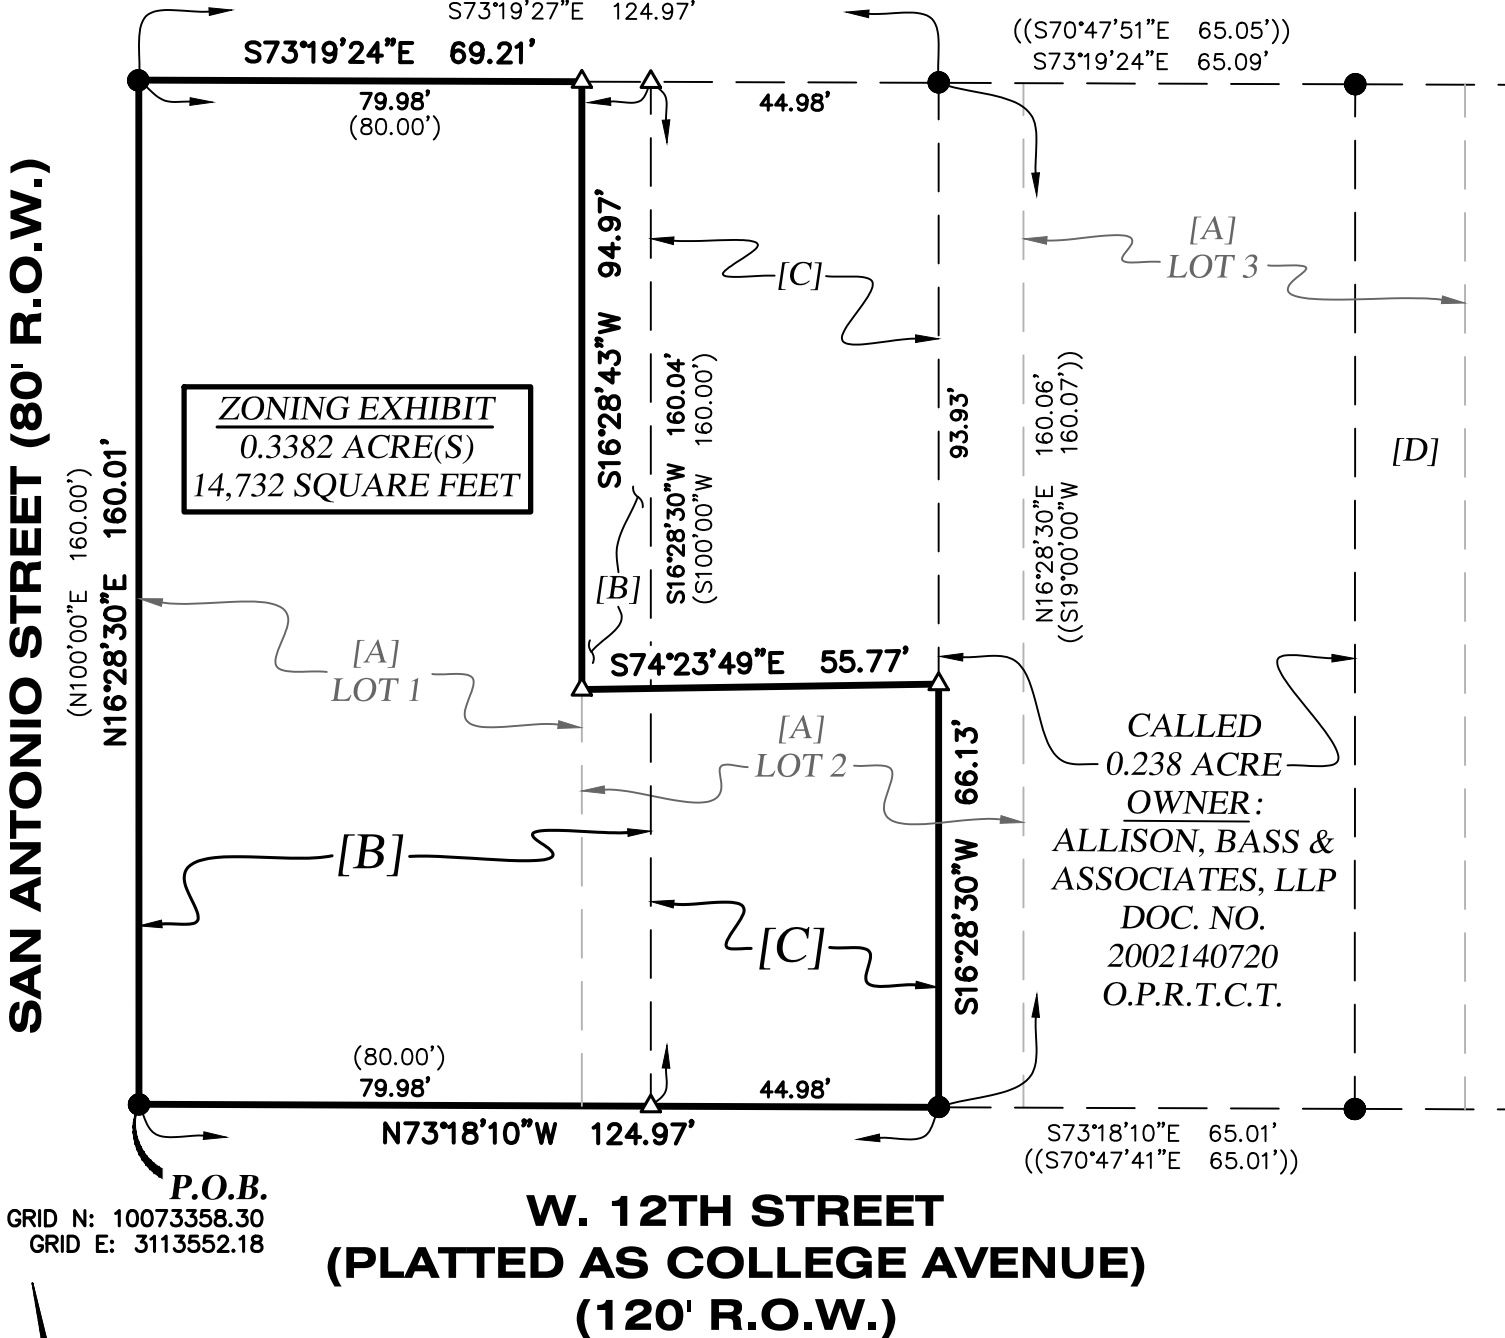 S73°19'27"E 124.97'
S73°19'24"E 69.21'
((S70°47'51"E 65.05'))
S73°19'24"E 65.09'
79.98'
(80.00')
44.98'
SAN ANTONIO STREET (80' R.O.W.)
(N100'00"E 160.00')
N16°28'30"E 160.01'
S16°28'43"W 94.97'
[C]
[A]
LOT 3
ZONING EXHIBIT
0.3382 ACRE(S)
14,732 SQUARE FEET
S16°28'30"W 160.04'
(S100'00"W 160.00')
93.93'
N16°28'30"E 160.06'
((S19°00'00"W 160.07'))
[D]
[B]
[A]
LOT 1
S74°23'49"E 55.77'
[A]
LOT 2
S16°28'30"W 66.13'
CALLED
0.238 ACRE
OWNER:
ALLISON, BASS &
ASSOCIATES, LLP
DOC. NO.
2002140720
O.P.R.T.C.T.
[B]
[C]
(80.00')
79.98'
44.98'
N73°18'10"W 124.97'
S73°18'10"E 65.01'
((S70°47'41"E 65.01'))
P.O.B.
GRID N: 10073358.30
GRID E: 3113552.18
W. 12TH STREET
(PLATTED AS COLLEGE AVENUE)
(120' R.O.W.)